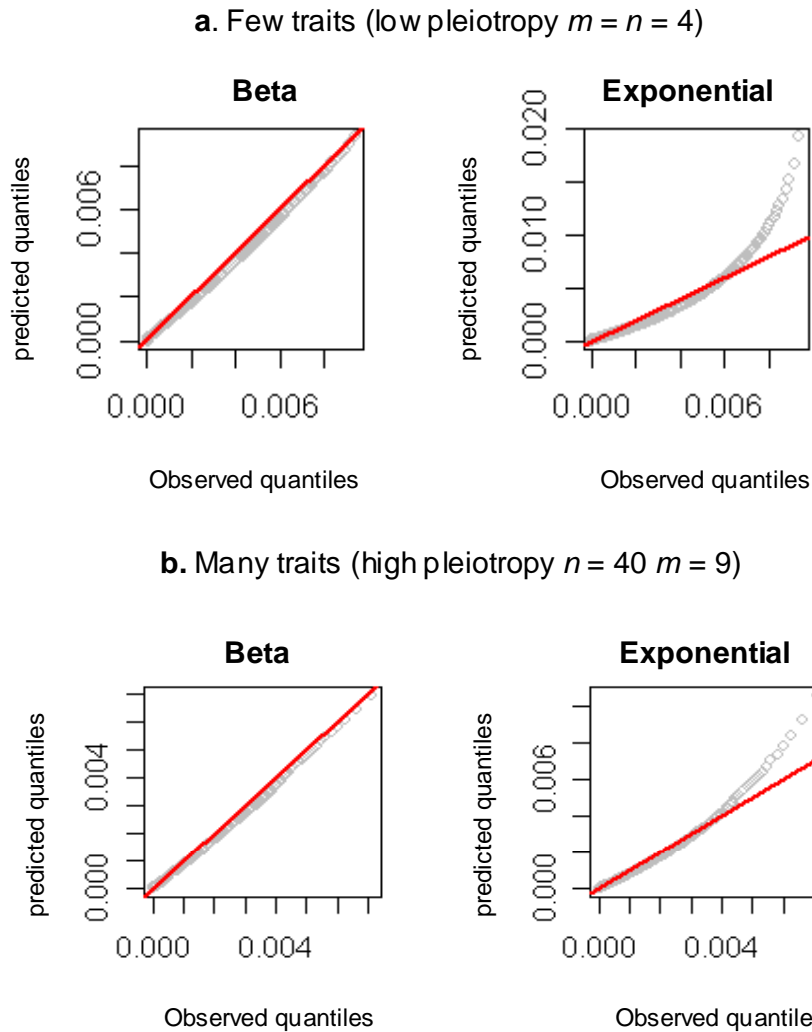 a. Few traits (low pleiotropy m = n = 4)
Beta
Exponential
predicted quantiles
0.000 0.006
0.000 0.006
Observed quantiles
predicted quantiles
0.000 0.010 0.020
0.000 0.006
Observed quantiles
b. Many traits (high pleiotropy n = 40 m = 9)
Beta
Exponential
predicted quantiles
0.000 0.004
0.000 0.004
Observed quantiles
predicted quantiles
0.000 0.006
0.000 0.004
Observed quantile